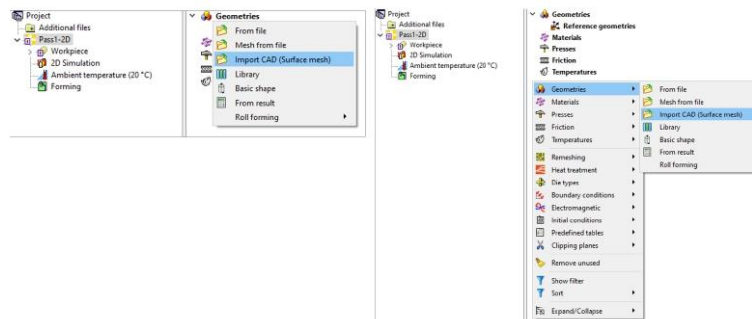 Project
Additional files
Pass1-2D
Workpiece
2D Simulation
Ambient temperature (20 °C)
Forming
Geometries
From file
Mesh from file
Import CAD (Surface mesh)
Library
Basic shape
From result
Roll forming
Project
Additional files
Pass1-2D
Workpiece
2D Simulation
Ambient temperature (20 °C)
Forming
Geometries
Reference geometries
Materials
Presses
Friction
Temperatures
Geometries
Materials
Presses
Friction
Temperatures
Remeshing
Heat treatment
Die types
Boundary conditions
Electromagnetic
Initial conditions
Predefined tables
Clipping planes
Remove unused
Show filter
Sort
Expand/Collapse
From file
Mesh from file
Import CAD (Surface mesh)
Library
Basic shape
From result
Roll forming